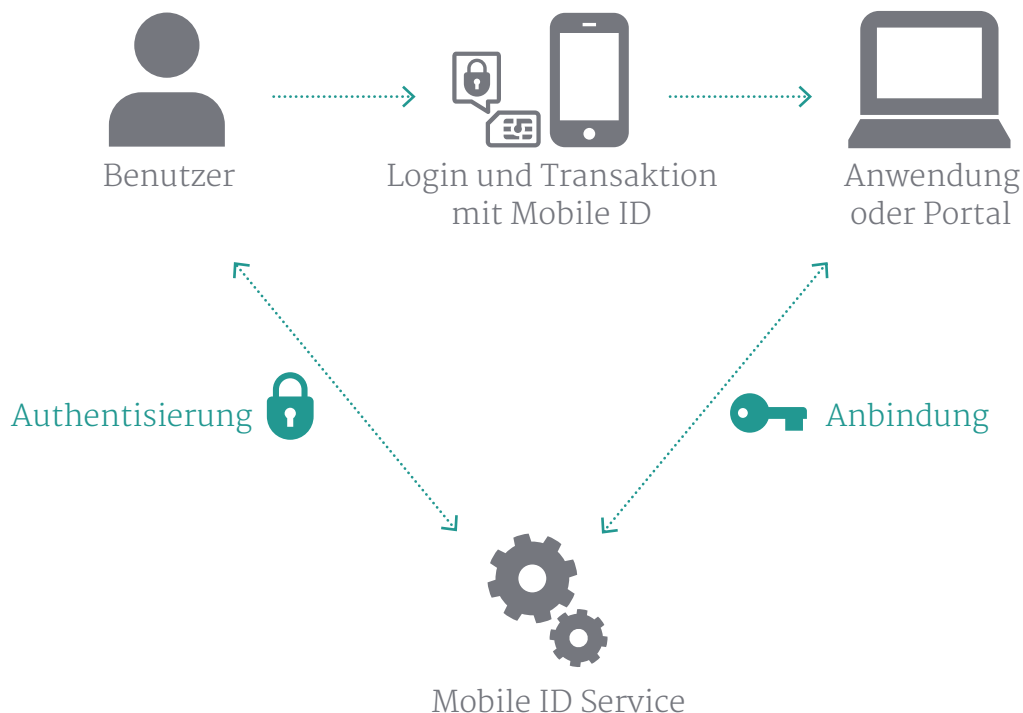 Benutzer
Login und Transaktion
mit Mobile ID
Anwendung
oder Portal
Authentisierung
Anbindung
Mobile ID Service